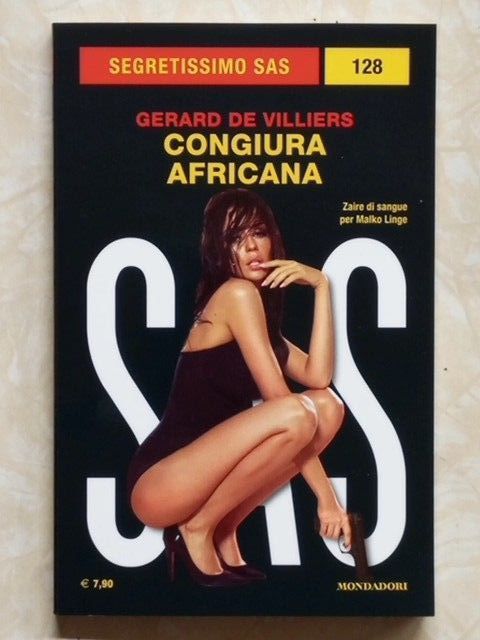 SEGRETISSIMO SAS
128
GERARD DE VILLIERS
CONGIURA
AFRICANA
Zaire di sangue
per Malko Linge
SAS
€ 7,90
MONDADORI